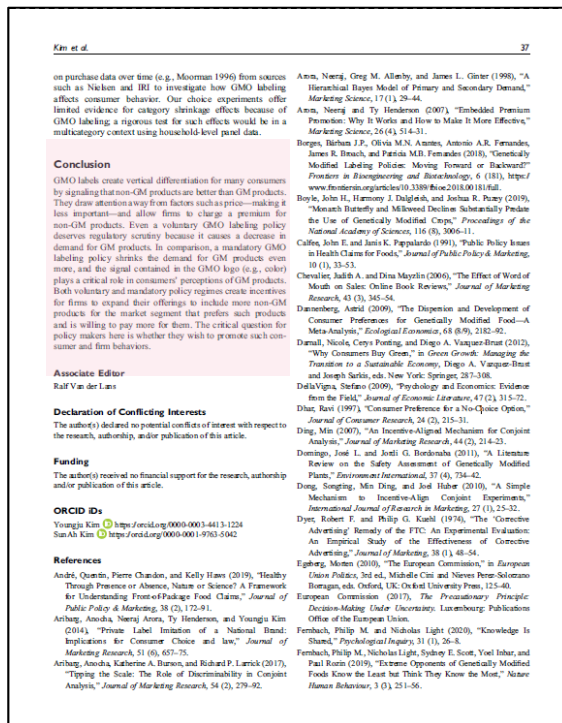 Kim et al.
37
on purchase data over time (e.g., Moorman 1996) from sources
such as Nielsen and IRI to investigate how GMO labeling
affects consumer behavior. Our choice experiments offer
limited evidence for category shrinkage effects because of
GMO labeling; a rigorous test for such effects would be in a
multicategory context using household-level panel data.
Conclusion
GMO labels create vertical differentiation for many consumers
by signaling that non-GM products are better than GM products.
They draw attention away from factors such as price—making it
less important—and allow firms to charge a premium for
non-GM products. Even a voluntary GMO labeling policy
deserves regulatory scrutiny because it causes a decrease in
demand for GM products. In comparison, a mandatory GMO
labeling policy shrinks the demand for GM products even
more, and the signal contained in the GMO logo (e.g., color)
plays a critical role in consumers' perceptions of GM products.
Both voluntary and mandatory policy regimes create incentives
for firms to expand their offerings to include more non-GM
products for the market segment that prefers such products
and is willing to pay more for them. The critical question for
policy makers here is whether they wish to promote such con-
sumer and firm behaviors.
Associate Editor
Ralf Van der Lans
Declaration of Conflicting Interests
The author(s) declared no potential conflicts of interest with respect to
the research, authorship, and/or publication of this article.
Funding
The author(s) received no financial support for the research, authorship
and/or publication of this article.
ORCID iDs
Youngju Kim iD https://orcid.org/0000-0003-4413-1224
SunAh Kim iD https://orcid.org/0000-0001-9763-5042
References
André, Quentin, Pierre Chandon, and Kelly Haws (2019), "Healthy
Through Presence or Absence, Nature or Science? A Framework
for Understanding Front-of-Package Food Claims," Journal of
Public Policy & Marketing, 38 (2), 172–91.
Aribarg, Anocha, Neeraj Arora, Ty Henderson, and Youngju Kim
(2014), "Private Label Imitation of a National Brand:
Implications for Consumer Choice and law," Journal of
Marketing Research, 51 (6), 657–75.
Aribarg, Anocha, Katherine A. Burson, and Richard P. Larrick (2017),
"Tipping the Scale: The Role of Discriminability in Conjoint
Analysis," Journal of Marketing Research, 54 (2), 279–92.
Arora, Neeraj, Greg M. Allenby, and James L. Ginter (1998), "A
Hierarchical Bayes Model of Primary and Secondary Demand,"
Marketing Science, 17 (1), 29–44.
Arora, Neeraj and Ty Henderson (2007), "Embedded Premium
Promotion: Why It Works and How to Make It More Effective,"
Marketing Science, 26 (4), 514–31.
Borges, Bárbara J.P., Olivia M.N. Arantes, Antonio A.R. Fernandes,
James R. Broach, and Patricia M.B. Fernandes (2018), "Genetically
Modified Labeling Policies: Moving Forward or Backward?"
Frontiers in Bioengineering and Biotechnology, 6 (181), https://
www.frontiersin.org/articles/10.3389/fbioe.2018.00181/full.
Boyle, John H., Harmony J. Dalgleish, and Joshua R. Puzey (2019),
"Monarch Butterfly and Milkweed Declines Substantially Predate
the Use of Genetically Modified Crops," Proceedings of the
National Academy of Sciences, 116 (8), 3006–11.
Calfee, John E. and Janis K. Pappalardo (1991), "Public Policy Issues
in Health Claims for Foods," Journal of Public Policy & Marketing,
10 (1), 33–53.
Chevalier, Judith A. and Dina Mayzlin (2006), "The Effect of Word of
Mouth on Sales: Online Book Reviews," Journal of Marketing
Research, 43 (3), 345–54.
Dannenberg, Astrid (2009), "The Dispersion and Development of
Consumer Preferences for Genetically Modified Food—A
Meta-Analysis," Ecological Economics, 68 (8/9), 2182–92.
Darnall, Nicole, Cerys Ponting, and Diego A. Vazquez-Brust (2012),
"Why Consumers Buy Green," in Green Growth: Managing the
Transition to a Sustainable Economy, Diego A. Vazquez-Brust
and Joseph Sarkis, eds. New York: Springer, 287–308.
DellaVigna, Stefano (2009), "Psychology and Economics: Evidence
from the Field," Journal of Economic Literature, 47 (2), 315–72.
Dhar, Ravi (1997), "Consumer Preference for a No-Choice Option,"
Journal of Consumer Research, 24 (2), 215–31.
Ding, Min (2007), "An Incentive-Aligned Mechanism for Conjoint
Analysis," Journal of Marketing Research, 44 (2), 214–23.
Domingo, José L. and Jordi G. Bordonaba (2011), "A Literature
Review on the Safety Assessment of Genetically Modified
Plants," Environment International, 37 (4), 734–42.
Dong, Songting, Min Ding, and Joel Huber (2010), "A Simple
Mechanism to Incentive-Align Conjoint Experiments,"
International Journal of Research in Marketing, 27 (1), 25–32.
Dyer, Robert F. and Philip G. Kuehl (1974), "The 'Corrective
Advertising' Remedy of the FTC: An Experimental Evaluation:
An Empirical Study of the Effectiveness of Corrective
Advertising," Journal of Marketing, 38 (1), 48–54.
Egeberg, Morten (2010), "The European Commission," in European
Union Politics, 3rd ed., Michelle Cini and Nieves Perez-Solorzano
Borragan, eds. Oxford, UK: Oxford University Press, 125–40.
European Commission (2017), The Precautionary Principle:
Decision-Making Under Uncertainty. Luxembourg: Publications
Office of the European Union.
Fernbach, Philip M. and Nicholas Light (2020), "Knowledge Is
Shared," Psychological Inquiry, 31 (1), 26–8.
Fernbach, Philip M., Nicholas Light, Sydney E. Scott, Yoel Inbar, and
Paul Rozin (2019), "Extreme Opponents of Genetically Modified
Foods Know the Least but Think They Know the Most," Nature
Human Behaviour, 3 (3), 251–56.